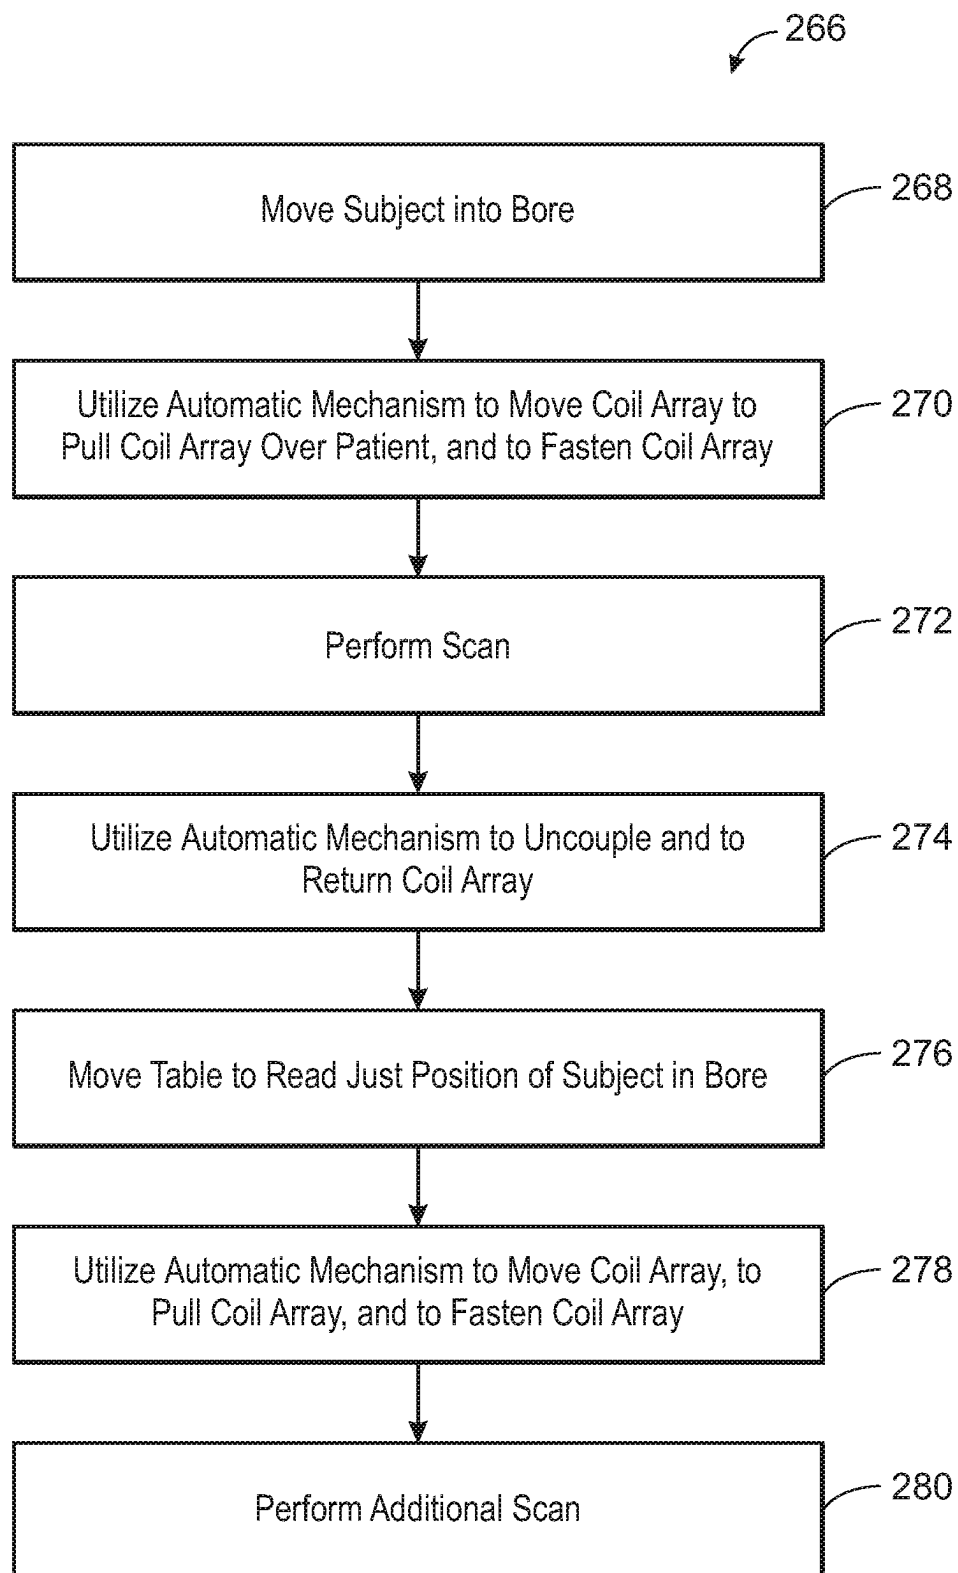 266
Move Subject into Bore
268
Utilize Automatic Mechanism to Move Coil Array to
Pull Coil Array Over Patient, and to Fasten Coil Array
270
Perform Scan
272
Utilize Automatic Mechanism to Uncouple and to
Return Coil Array
274
Move Table to Read Just Position of Subject in Bore
276
Utilize Automatic Mechanism to Move Coil Array, to
Pull Coil Array, and to Fasten Coil Array
278
Perform Additional Scan
280